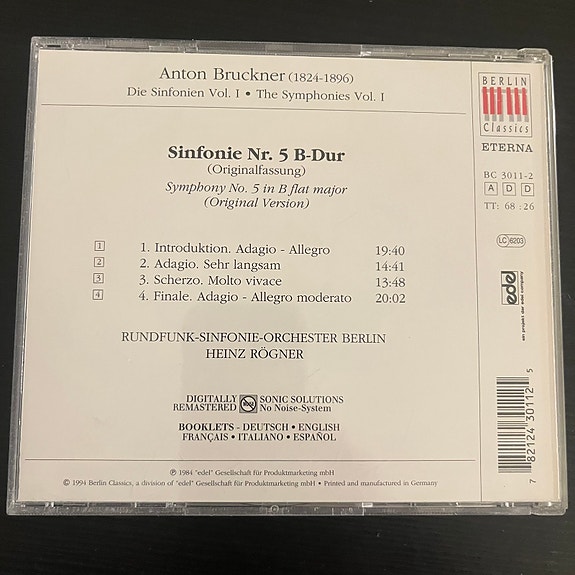 Anton Bruckner (1824-1896)
Die Sinfonien Vol. I • The Symphonies Vol. I
Sinfonie Nr. 5 B-Dur
(Originalfassung)
Symphony No. 5 in B flat major
(Original Version)
1 1. Introduktion. Adagio - Allegro 19:40
2 2. Adagio. Sehr langsam 14:41
3 3. Scherzo. Molto vivace 13:48
4 4. Finale. Adagio - Allegro moderato 20:02
RUNDFUNK-SINFONIE-ORCHESTER BERLIN
HEINZ RÖGNER
DIGITALLY REMASTERED
SONIC SOLUTIONS
No Noise-System
BOOKLETS - DEUTSCH • ENGLISH
FRANÇAIS • ITALIANO • ESPAÑOL
℗ 1984 "edel" Gesellschaft für Produktmarketing mbH
© 1994 Berlin Classics, a division of "edel" Gesellschaft für Produktmarketing mbH • Printed and manufactured in Germany
BERLIN
Classics
ETERNA
BC 3011-2
A D D
TT: 68 : 26
LC 6203
edel
ein produkt der edel company
7 82124 30112 5